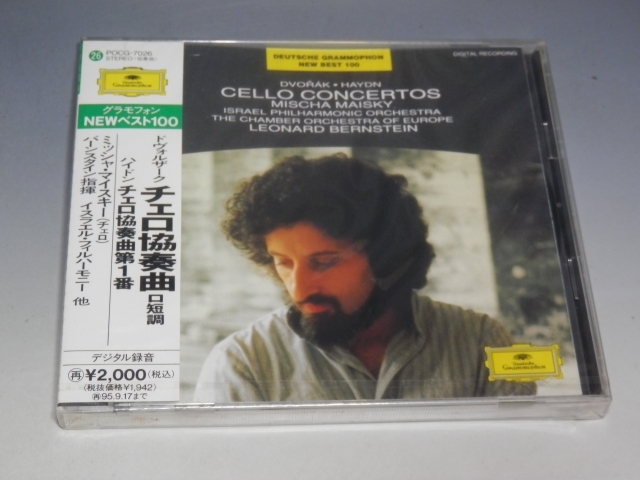 26 POCG-7026
STEREO
Deutsche
Grammophon
グラモフォン
NEWベスト100
ドヴォルザーク
チェロ協奏曲 ロ短調
ハイドン
チェロ協奏曲第1番
ミッシャ・マイスキー(チェロ)
バーンスタイン指揮 イスラエル・フィルハーモニー 他
デジタル録音
再 ¥2,000(税込)
(税抜価格¥1,942)
再95.9.17まで
DEUTSCHE GRAMMOPHON
NEW BEST 100
DIGITAL RECORDING
DVOŘÁK • HAYDN
CELLO CONCERTOS
MISCHA MAISKY
ISRAEL PHILHARMONIC ORCHESTRA
THE CHAMBER ORCHESTRA OF EUROPE
LEONARD BERNSTEIN
Deutsche
Grammophon